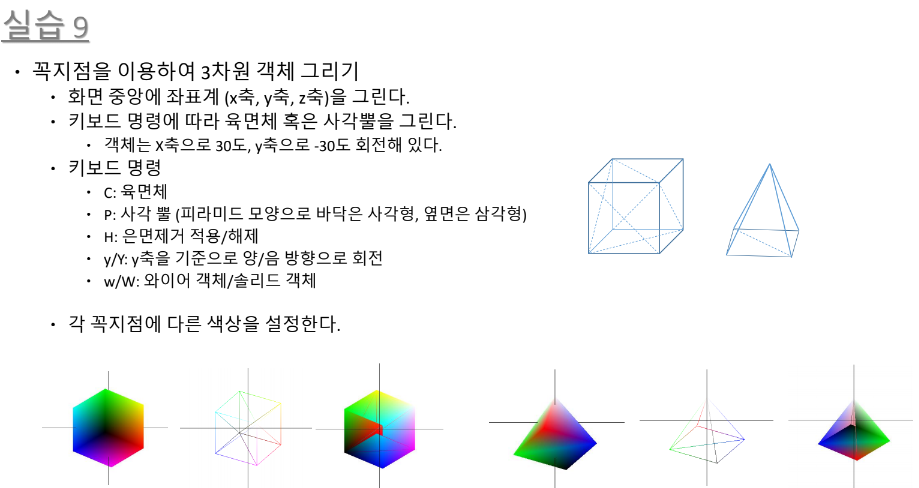 실습 9
• 꼭지점을 이용하여 3차원 객체 그리기
• 화면 중앙에 좌표계 (x축, y축, z축)을 그린다.
• 키보드 명령에 따라 육면체 혹은 사각뿔을 그린다.
• 객체는 X축으로 30도, y축으로 -30도 회전해 있다.
• 키보드 명령
• C: 육면체
• P: 사각 뿔 (피라미드 모양으로 바닥은 사각형, 옆면은 삼각형)
• H: 은면제거 적용/해제
• y/Y: y축을 기준으로 양/음 방향으로 회전
• w/W: 와이어 객체/솔리드 객체
• 각 꼭지점에 다른 색상을 설정한다.